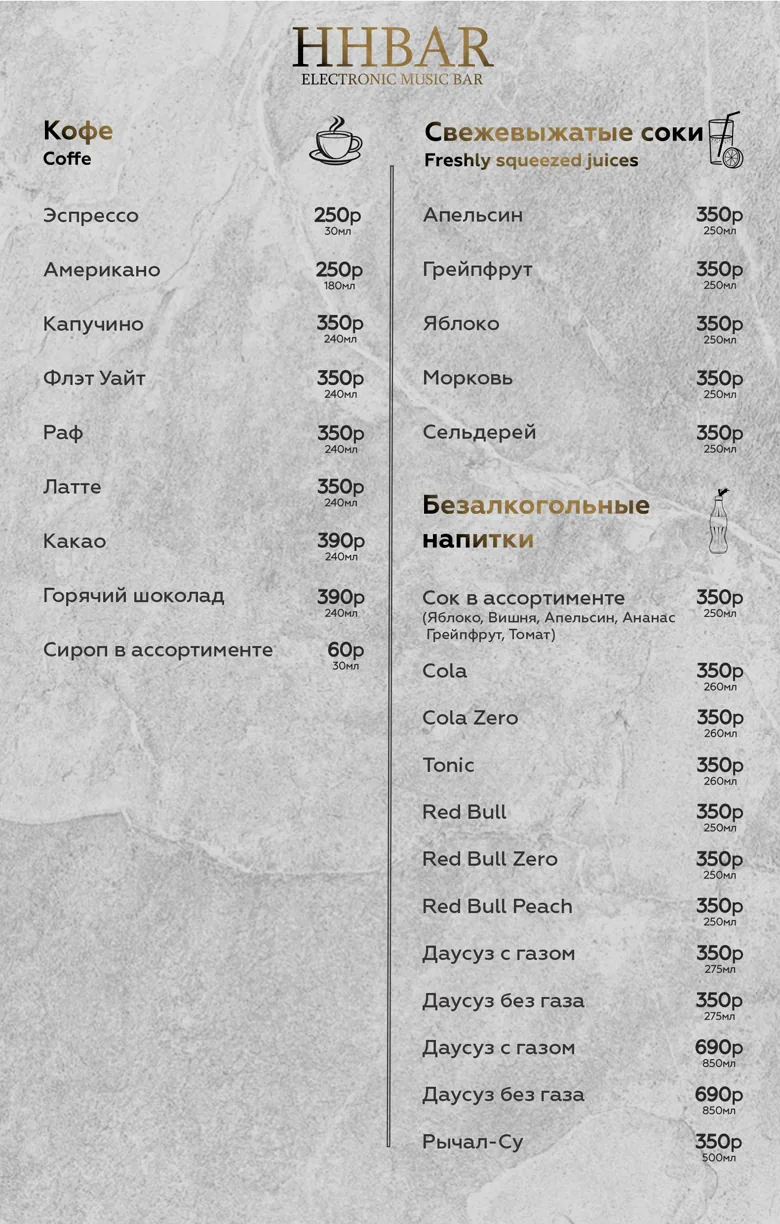 HHBAR
ELECTRONIC MUSIC BAR
Кофе
Coffe
Эспрессо 250р
30мл
Американо 250р
180мл
Капучино 350р
240мл
Флэт Уайт 350р
240мл
Раф 350р
240мл
Латте 350р
240мл
Какао 390р
240мл
Горячий шоколад 390р
240мл
Сироп в ассортименте 60р
30мл
Свежевыжатые соки
Freshly squeezed juices
Апельсин 350р
250мл
Грейпфрут 350р
250мл
Яблоко 350р
250мл
Морковь 350р
250мл
Сельдерей 350р
250мл
Безалкогольные
напитки
Сок в ассортименте 350р
250мл
(Яблоко, Вишня, Апельсин, Ананас
Грейпфрут, Томат)
Cola 350р
260мл
Cola Zero 350р
260мл
Tonic 350р
260мл
Red Bull 350р
250мл
Red Bull Zero 350р
250мл
Red Bull Peach 350р
250мл
Даусуз с газом 350р
275мл
Даусуз без газа 350р
275мл
Даусуз с газом 690р
850мл
Даусуз без газа 690р
850мл
Рычал-Су 350р
500мл